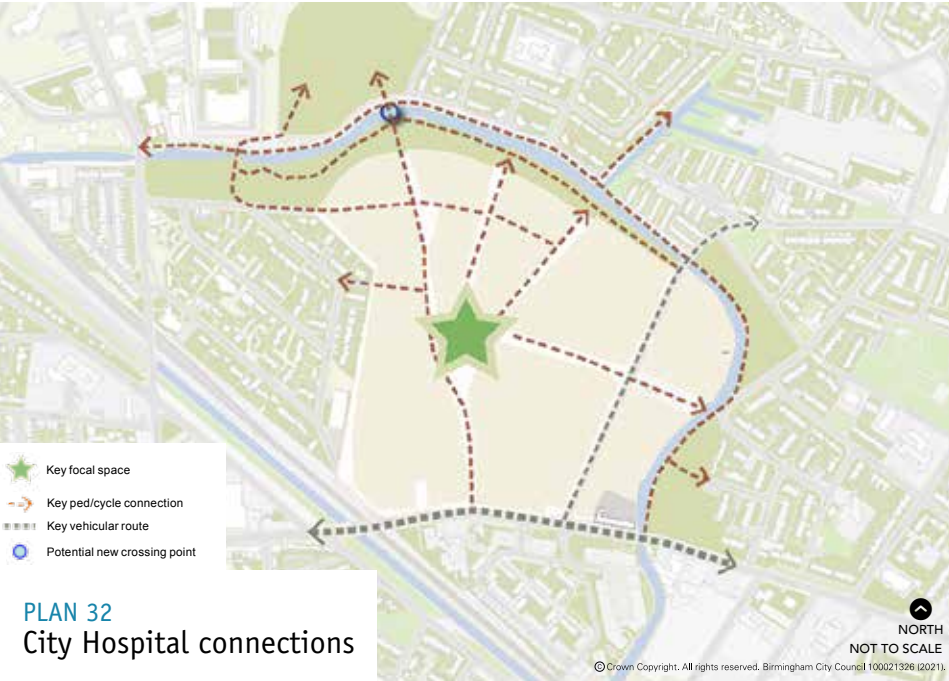 Key focal space
Key ped/cycle connection
Key vehicular route
Potential new crossing point
PLAN 32
City Hospital connections
NORTH
NOT TO SCALE
© Crown Copyright. All rights reserved. Birmingham City Council 100021326 (2021).